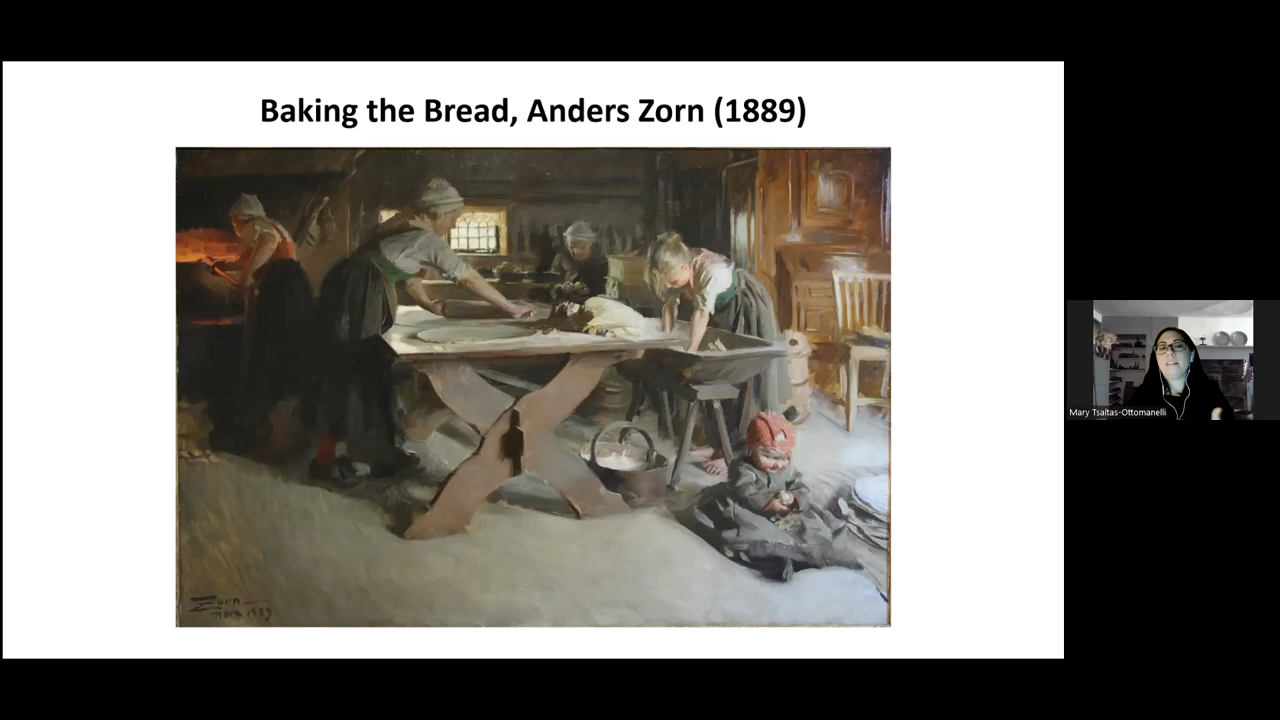 Baking the Bread, Anders Zorn (1889)
Zorn
mora 1889
Mary Tsaltas-Ottomanelli